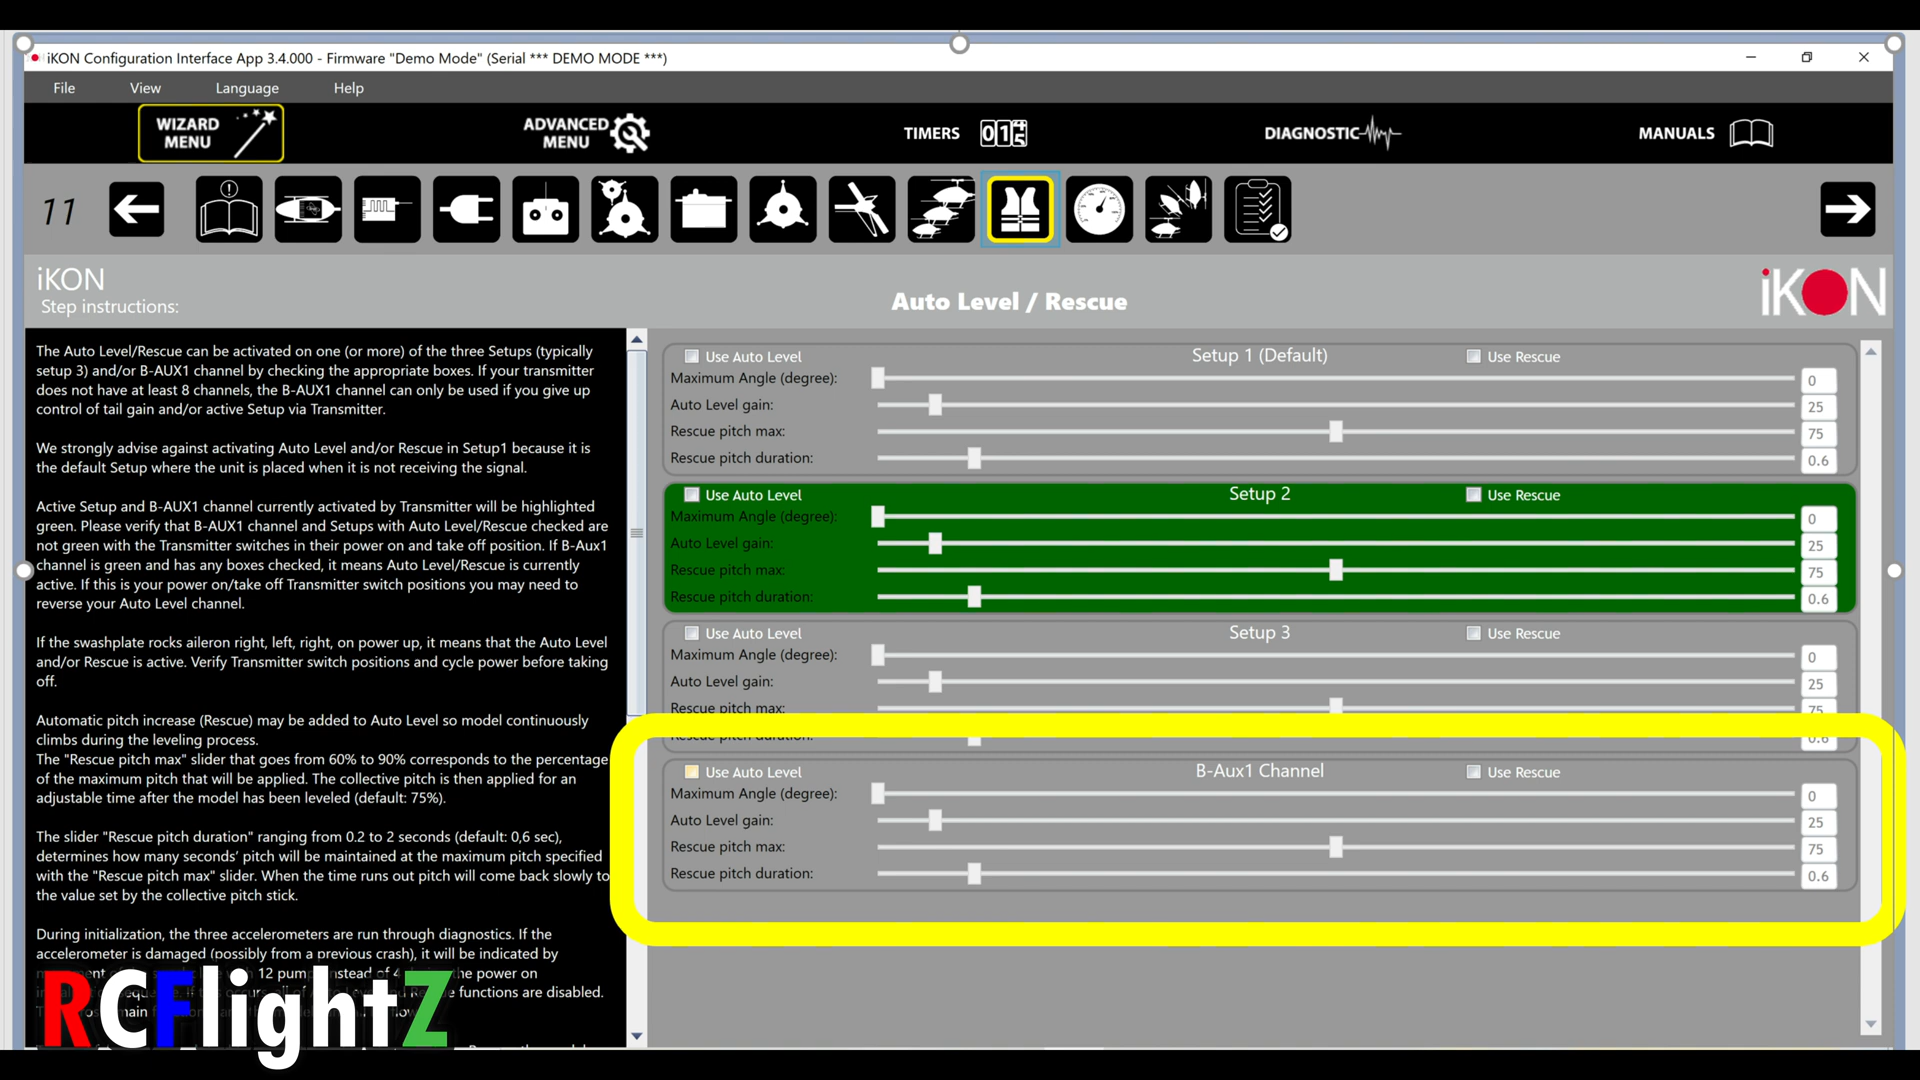 iKON Configuration Interface App 3.4.000 - Firmware "Demo Mode" (Serial *** DEMO MODE ***)
File View Language Help
WIZARD MENU
ADVANCED MENU
TIMERS
015
DIAGNOSTIC
MANUALS
11
iKON
Step instructions:
Auto Level / Rescue
iKON
The Auto Level/Rescue can be activated on one (or more) of the three Setups (typically
setup 3) and/or B-AUX1 channel by checking the appropriate boxes. If your transmitter
does not have at least 8 channels, the B-AUX1 channel can only be used if you give up
control of tail gain and/or active Setup via Transmitter.
We strongly advise against activating Auto Level and/or Rescue in Setup1 because it is
the default Setup where the unit is placed when it is not receiving the signal.
Active Setup and B-AUX1 channel currently activated by Transmitter will be highlighted
green. Please verify that B-AUX1 channel and Setups with Auto Level/Rescue checked are
not green with the Transmitter switches in their power on and take off position. If B-Aux1
channel is green and has any boxes checked, it means Auto Level/Rescue is currently
active. If this is your power on/take off Transmitter switch positions you may need to
reverse your Auto Level channel.
If the swashplate rocks aileron right, left, right, on power up, it means that the Auto Level
and/or Rescue is active. Verify Transmitter switch positions and cycle power before taking
off.
Automatic pitch increase (Rescue) may be added to Auto Level so model continuously
climbs during the leveling process.
The "Rescue pitch max" slider that goes from 60% to 90% corresponds to the percentage
of the maximum pitch that will be applied. The collective pitch is then applied for an
adjustable time after the model has been leveled (default: 75%).
The slider "Rescue pitch duration" ranging from 0.2 to 2 seconds (default: 0,6 sec),
determines how many seconds' pitch will be maintained at the maximum pitch specified
with the "Rescue pitch max" slider. When the time runs out pitch will come back slowly to
the value set by the collective pitch stick.
During initialization, the three accelerometers are run through diagnostics. If the
accelerometer is damaged (possibly from a previous crash), it will be indicated by
12 pump instead of 4 the power on
functions are disabled.
RCFlightZ
Use Auto Level Setup 1 (Default) Use Rescue
Maximum Angle (degree): 0
Auto Level gain: 25
Rescue pitch max: 75
Rescue pitch duration: 0.6
Use Auto Level Setup 2 Use Rescue
Maximum Angle (degree): 0
Auto Level gain: 25
Rescue pitch max: 75
Rescue pitch duration: 0.6
Use Auto Level Setup 3 Use Rescue
Maximum Angle (degree): 0
Auto Level gain: 25
Rescue pitch max: 75
Rescue pitch duration: 0.6
Use Auto Level B-Aux1 Channel Use Rescue
Maximum Angle (degree): 0
Auto Level gain: 25
Rescue pitch max: 75
Rescue pitch duration: 0.6